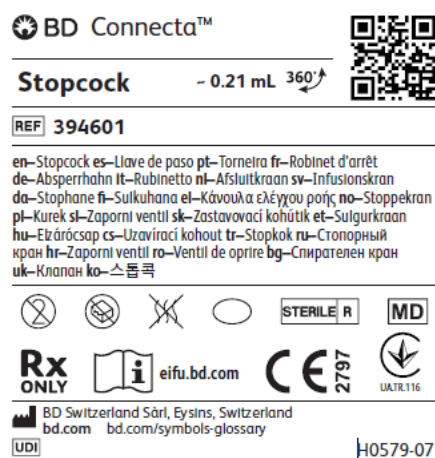 BD Connecta™
Stopcock ~ 0.21 mL 360°
REF 394601
en–Stopcock es–Llave de paso pt–Torneira fr–Robinet d'arrêt
de–Absperrhahn it–Rubinetto nl–Afsluitkraan sv–Infusionskran
da–Stophane fi–Sulkuhana el–Κάνουλα ελέγχου ροής no–Stoppekran
pl–Kurek sl–Zaporni ventil sk–Zastavovací kohútik et–Sulgurkraan
hu–Elzárócsap cs–Uzavírací kohout tr–Stopkok ru–Стопорный
кран hr–Zaporni ventil ro–Ventil de oprire bg–Спирателен кран
uk–Клапан ko–스톱콕
2 STERILE R MD
Rx ONLY i eifu.bd.com CE 2797 UA.TR.116
BD Switzerland Sàrl, Eysins, Switzerland
bd.com bd.com/symbols-glossary
UDI H0579-07